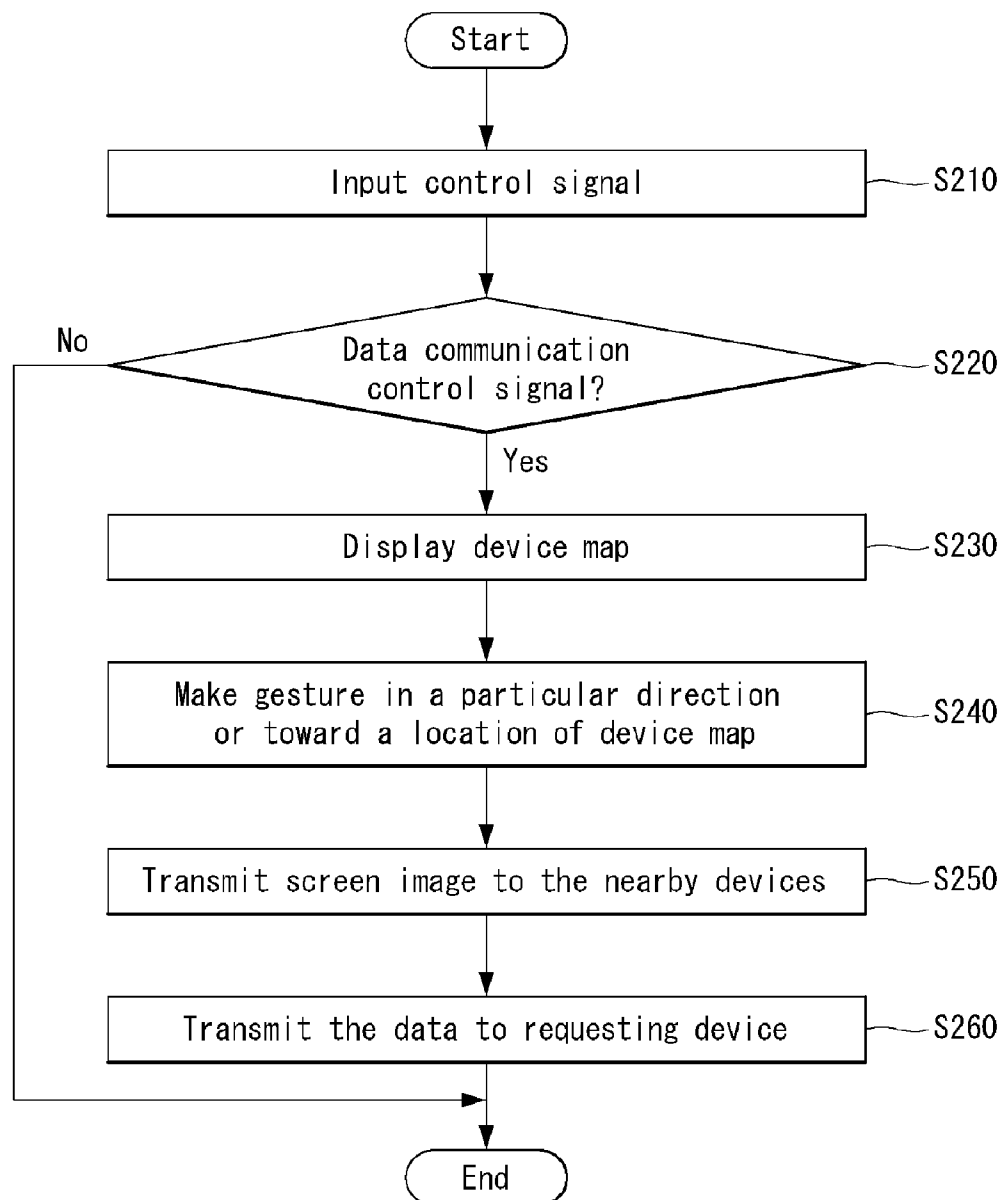 Start
Input control signal
S210
No
Data communication
control signal?
S220
Yes
Display device map
S230
Make gesture in a particular direction
or toward a location of device map
S240
Transmit screen image to the nearby devices
S250
Transmit the data to requesting device
S260
End